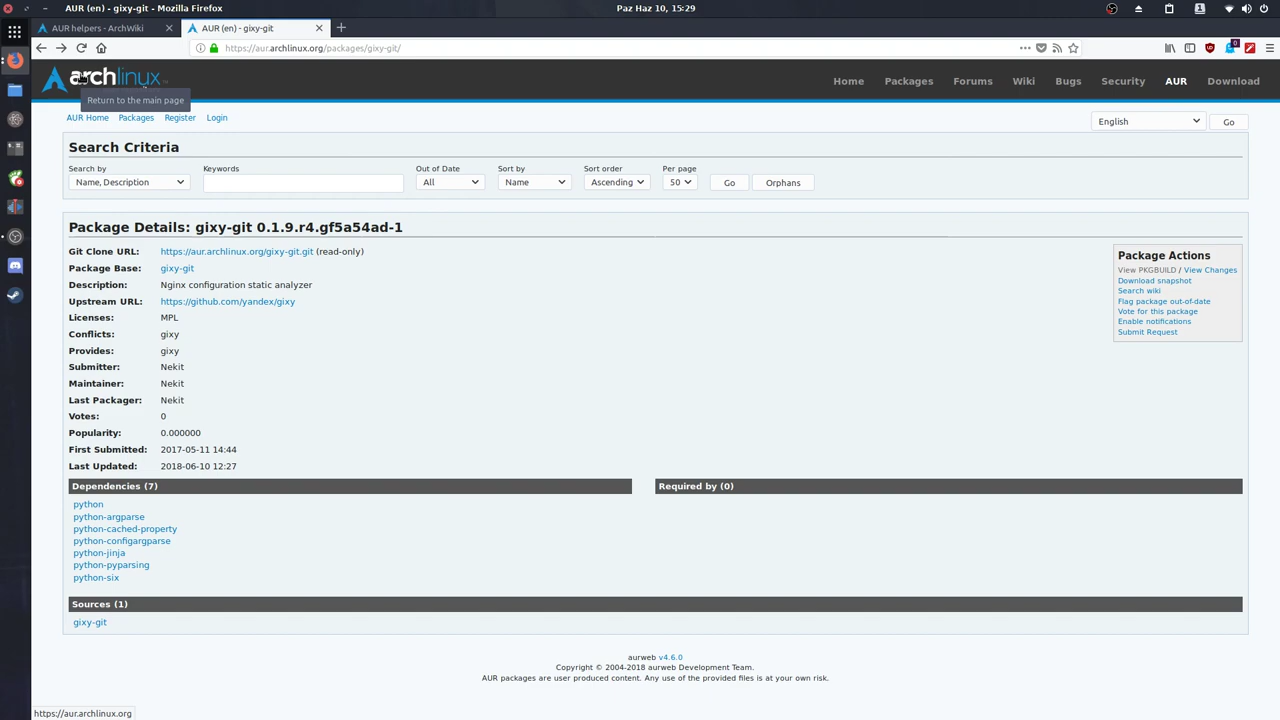 AUR (en) - gixy-git - Mozilla Firefox
Paz Haz 10, 15:29
AUR helpers - ArchWiki
AUR (en) - gixy-git
https://aur.archlinux.org/packages/gixy-git/
0
archlinux
Home Packages Forums Wiki Bugs Security AUR Download
Return to the main page
AUR Home Packages Register Login
English Go
Search Criteria
Search by Keywords Out of Date Sort by Sort order Per page
Name, Description All Name Ascending 50 Go Orphans
Package Details: gixy-git 0.1.9.r4.gf5a54ad-1
Git Clone URL: https://aur.archlinux.org/gixy-git.git (read-only)
Package Base: gixy-git
Description: Nginx configuration static analyzer
Upstream URL: https://github.com/yandex/gixy
Licenses: MPL
Conflicts: gixy
Provides: gixy
Submitter: Nekit
Maintainer: Nekit
Last Packager: Nekit
Votes: 0
Popularity: 0.000000
First Submitted: 2017-05-11 14:44
Last Updated: 2018-06-10 12:27
Package Actions
View PKGBUILD / View Changes
Download snapshot
Search wiki
Flag package out-of-date
Vote for this package
Enable notifications
Submit Request
Dependencies (7)
python
python-argparse
python-cached-property
python-configargparse
python-jinja
python-pyparsing
python-six
Required by (0)
Sources (1)
gixy-git
aurweb v4.6.0
Copyright © 2004-2018 aurweb Development Team.
AUR packages are user produced content. Any use of the provided files is at your own risk.
https://aur.archlinux.org